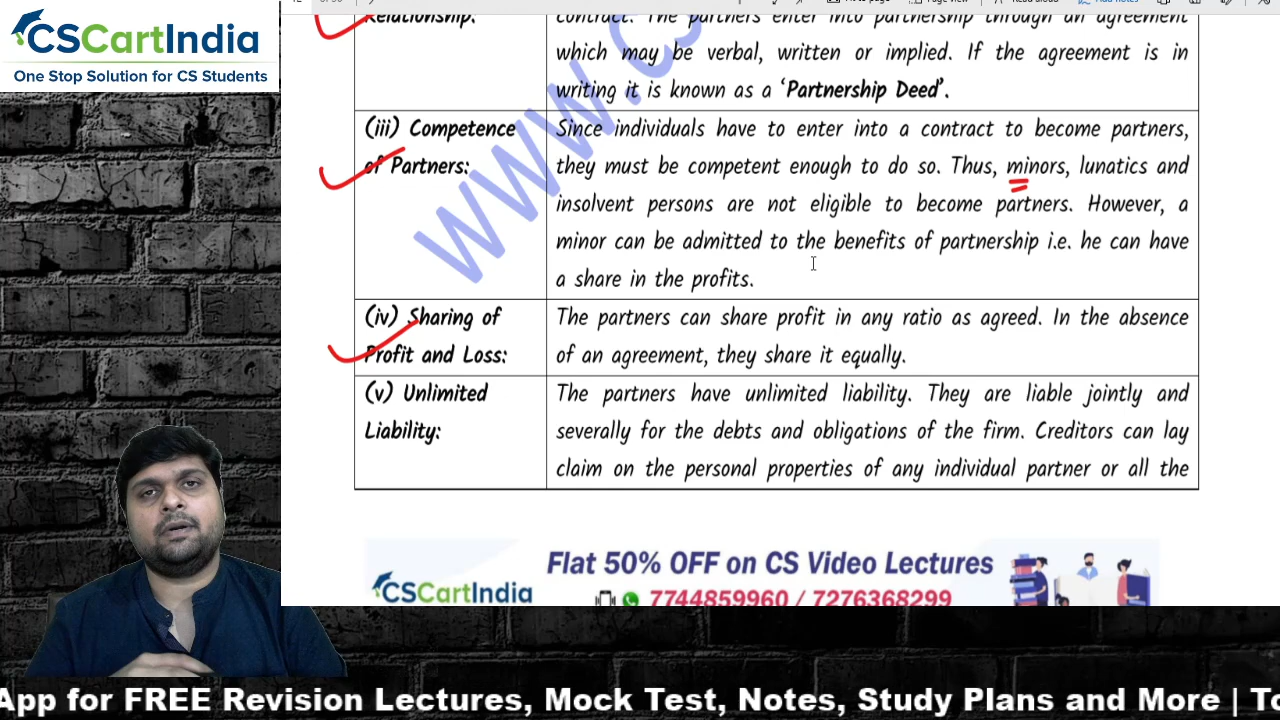 CSCartIndia
One Stop Solution for CS Students
Relationship:
contract. The partners enter into partnership through an agreement
which may be verbal, written or implied. If the agreement is in
writing it is known as a ‘Partnership Deed’.
(iii) Competence
of Partners:
Since individuals have to enter into a contract to become partners,
they must be competent enough to do so. Thus, minors, lunatics and
insolvent persons are not eligible to become partners. However, a
minor can be admitted to the benefits of partnership i.e. he can have
a share in the profits.
(iv) Sharing of
Profit and Loss:
The partners can share profit in any ratio as agreed. In the absence
of an agreement, they share it equally.
(v) Unlimited
Liability:
The partners have unlimited liability. They are liable jointly and
severally for the debts and obligations of the firm. Creditors can lay
claim on the personal properties of any individual partner or all the
www.cs
CSCartIndia
Flat 50% OFF on CS Video Lectures
7744859960 / 7276368299
App for FREE Revision Lectures, Mock Test, Notes, Study Plans and More | To